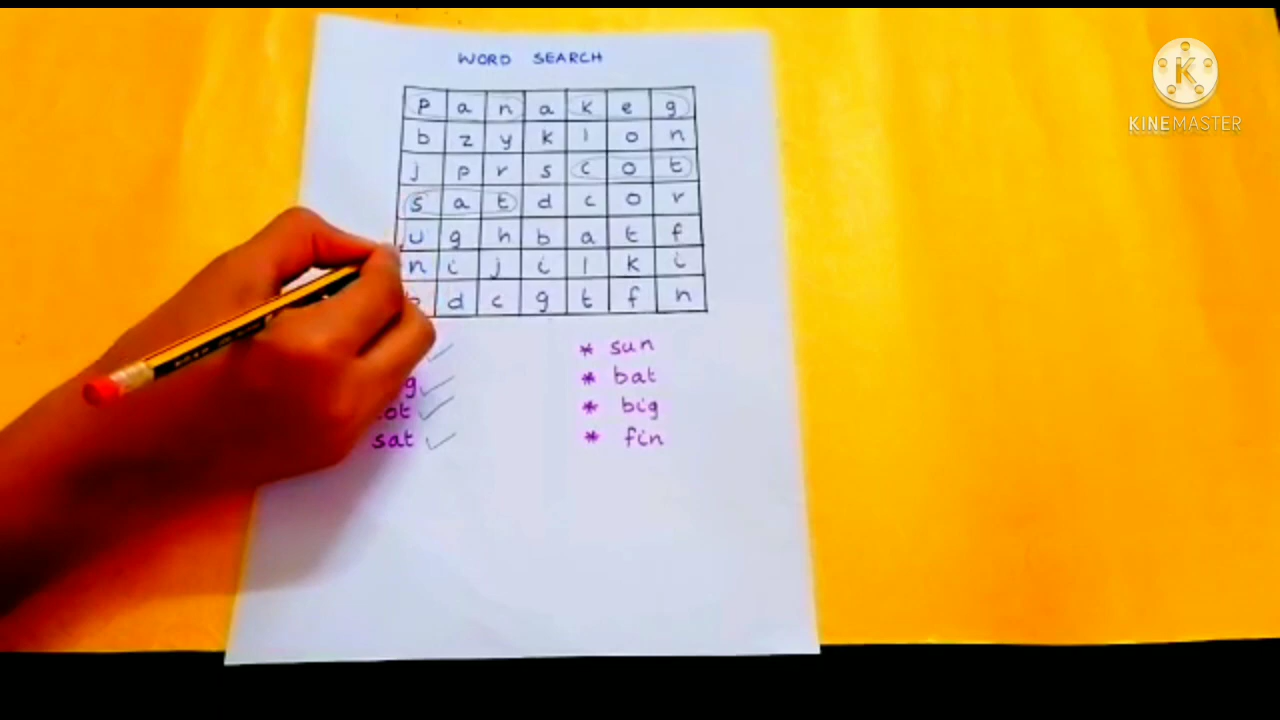 WORD SEARCH
p a n a k e g
b z y k l o n
j p r s c o t
s a t d c o r
u g h b a t f
n i j i l k i
d c g t f n
* sun
* bat
* big
sat * fin
K
KINEMASTER